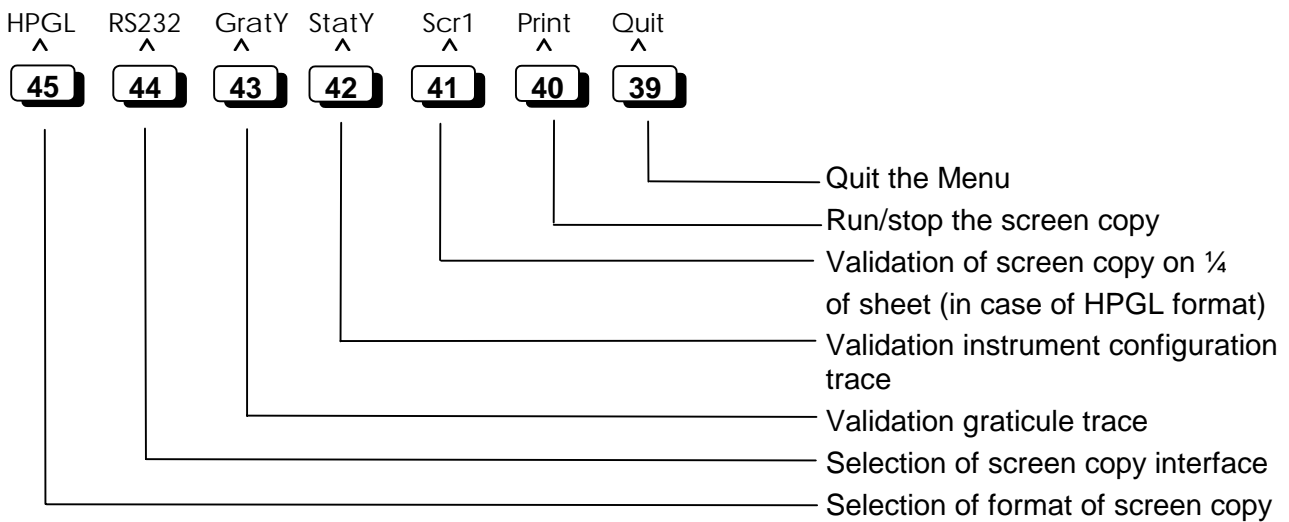 HPGL RS232 GratY StatY Scr1 Print Quit
45 44 43 42 41 40 39
Quit the Menu
Run/stop the screen copy
Validation of screen copy on ¼
of sheet (in case of HPGL format)
Validation instrument configuration
trace
Validation graticule trace
Selection of screen copy interface
Selection of format of screen copy